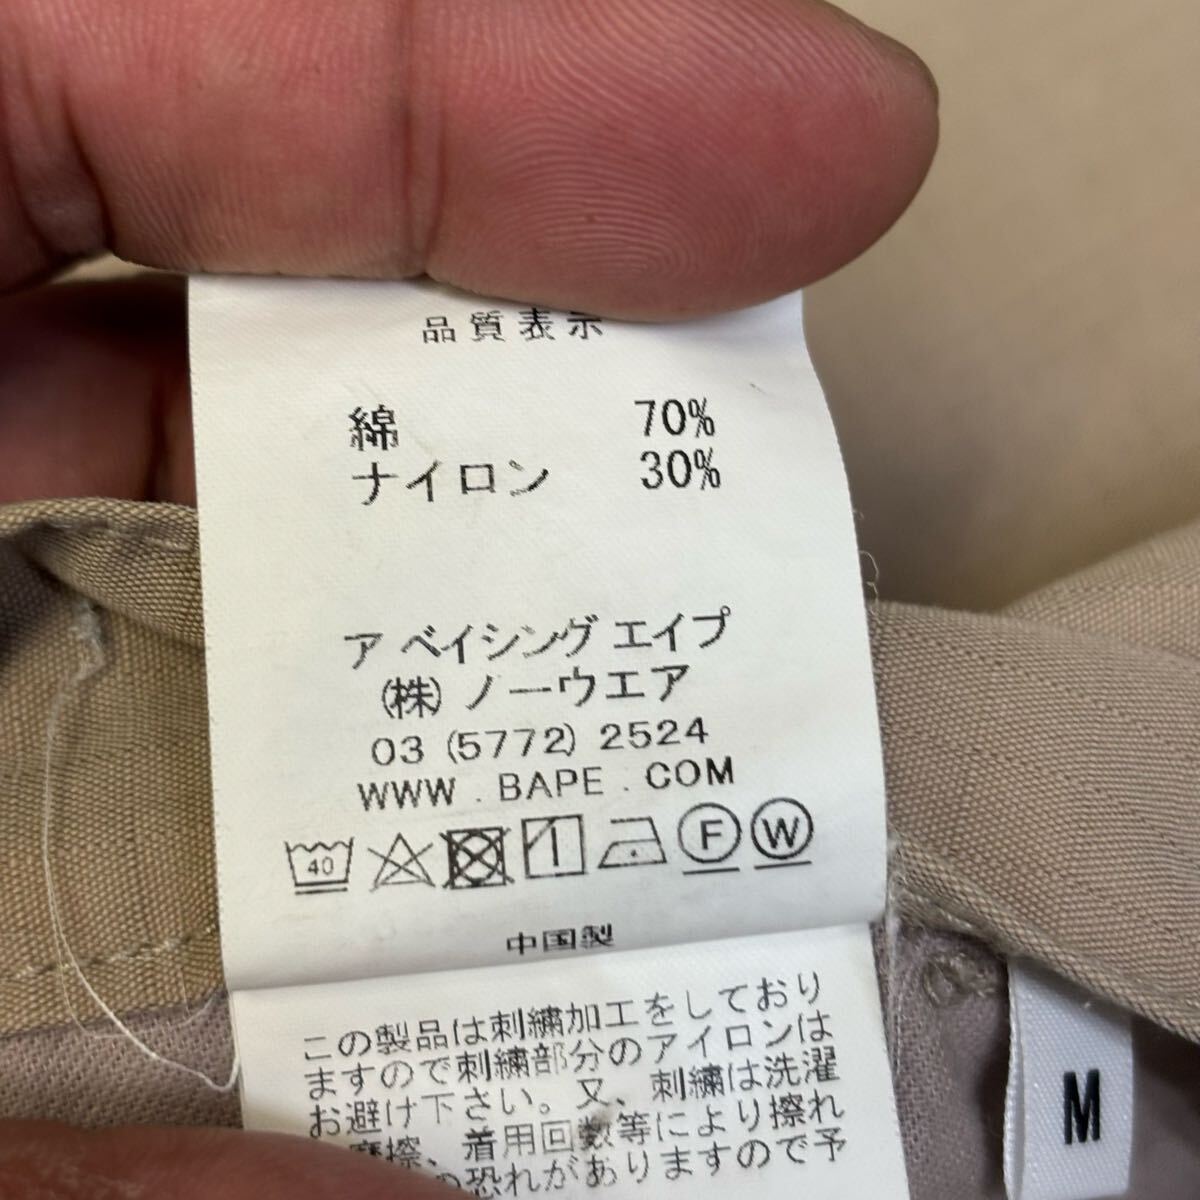 品質表示
綿 70%
ナイロン 30%
ア ベイシング エイプ
(株) ノーウエア
03 (5772) 2524
WWW . BAPE . COM
40 F W
中国製
この製品は刺繍加工をしており
ますので刺繍部分のアイロンは
お避け下さい。又、刺繍は洗濯
摩擦、着用回数等により擦れ
恐れがありますので予
M